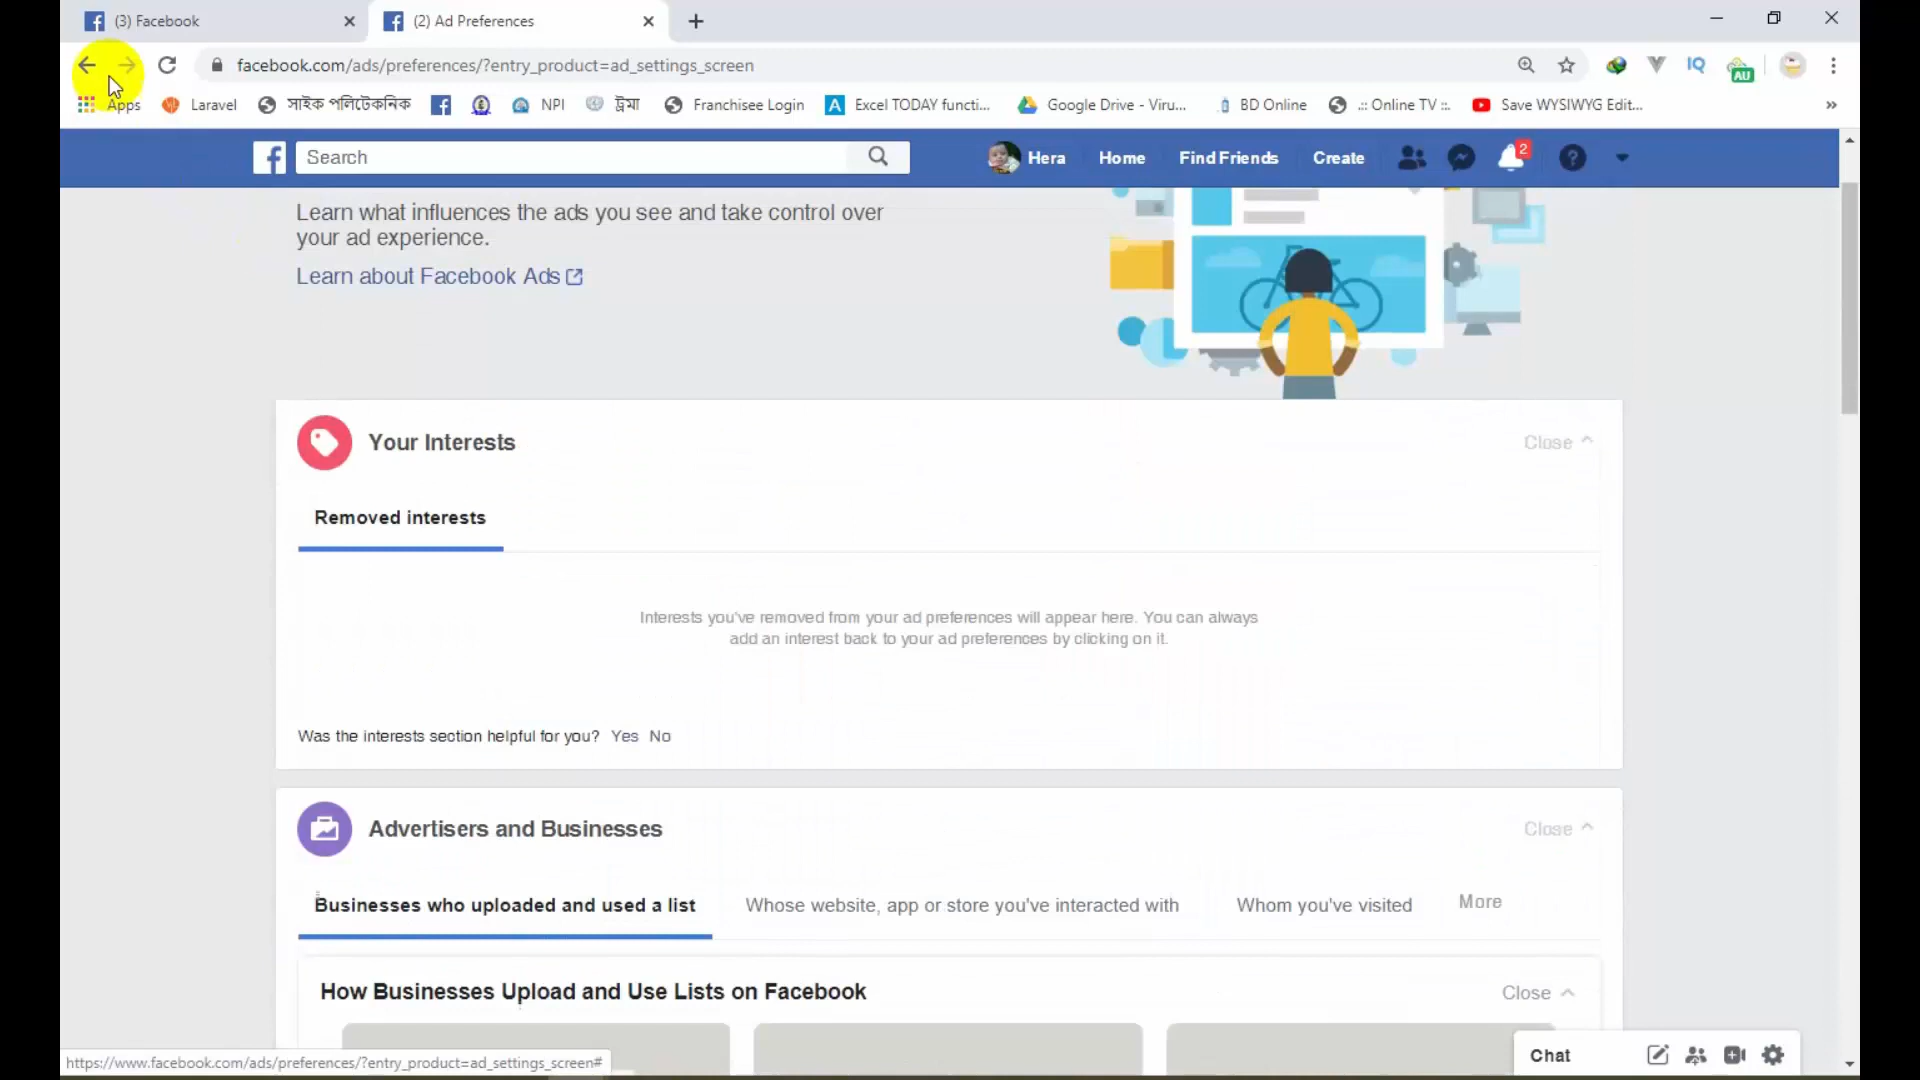 (3) Facebook
(2) Ad Preferences
facebook.com/ads/preferences/?entry_product=ad_settings_screen
IQ
AU
Apps
Laravel
সাইক পলিটেকনিক
NPI
ট্রমা
Franchisee Login
Excel TODAY functi...
Google Drive - Viru...
BD Online
.:: Online TV ::.
Save WYSIWYG Edit...
Search
Hera
Home
Find Friends
Create
2
Learn what influences the ads you see and take control over
your ad experience.
Learn about Facebook Ads
Your Interests
Close
Removed interests
Interests you've removed from your ad preferences will appear here. You can always
add an interest back to your ad preferences by clicking on it.
Was the interests section helpful for you? Yes No
Advertisers and Businesses
Close
Businesses who uploaded and used a list
Whose website, app or store you've interacted with
Whom you've visited
More
How Businesses Upload and Use Lists on Facebook
Close
https://www.facebook.com/ads/preferences/?entry_product=ad_settings_screen#
Chat